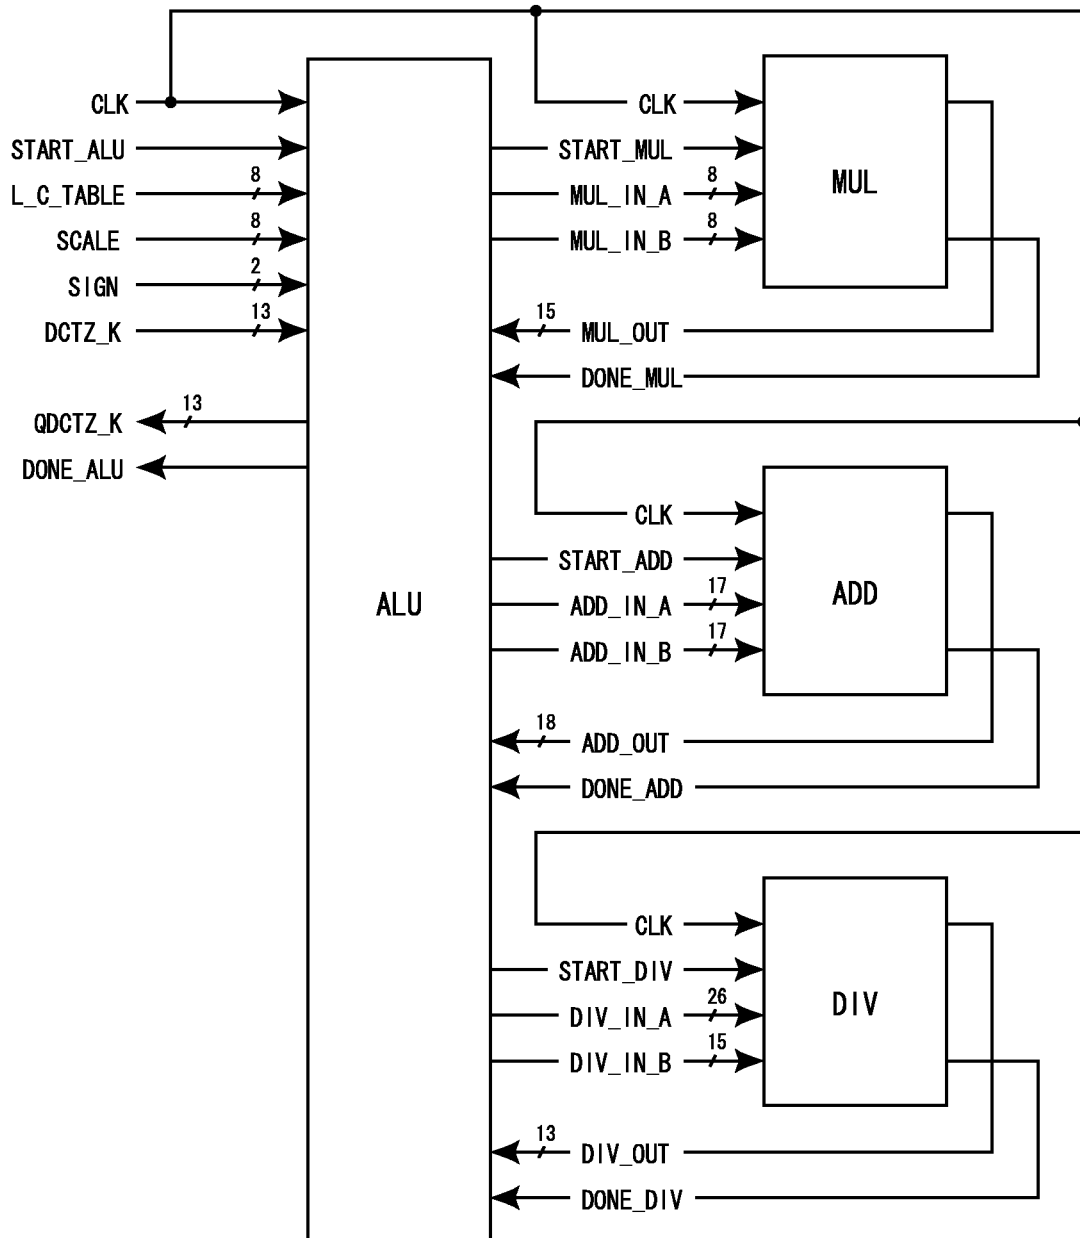 CLK
START_ALU
L_C_TABLE 8
SCALE 8
SIGN 2
DCTZ_K 13
QDCTZ_K 13
DONE_ALU
ALU
CLK
START_MUL
MUL_IN_A 8
MUL_IN_B 8
MUL
15 MUL_OUT
DONE_MUL
CLK
START_ADD
ADD_IN_A 17
ADD_IN_B 17
ADD
18 ADD_OUT
DONE_ADD
CLK
START_DIV
DIV_IN_A 26
DIV_IN_B 15
DIV
13 DIV_OUT
DONE_DIV